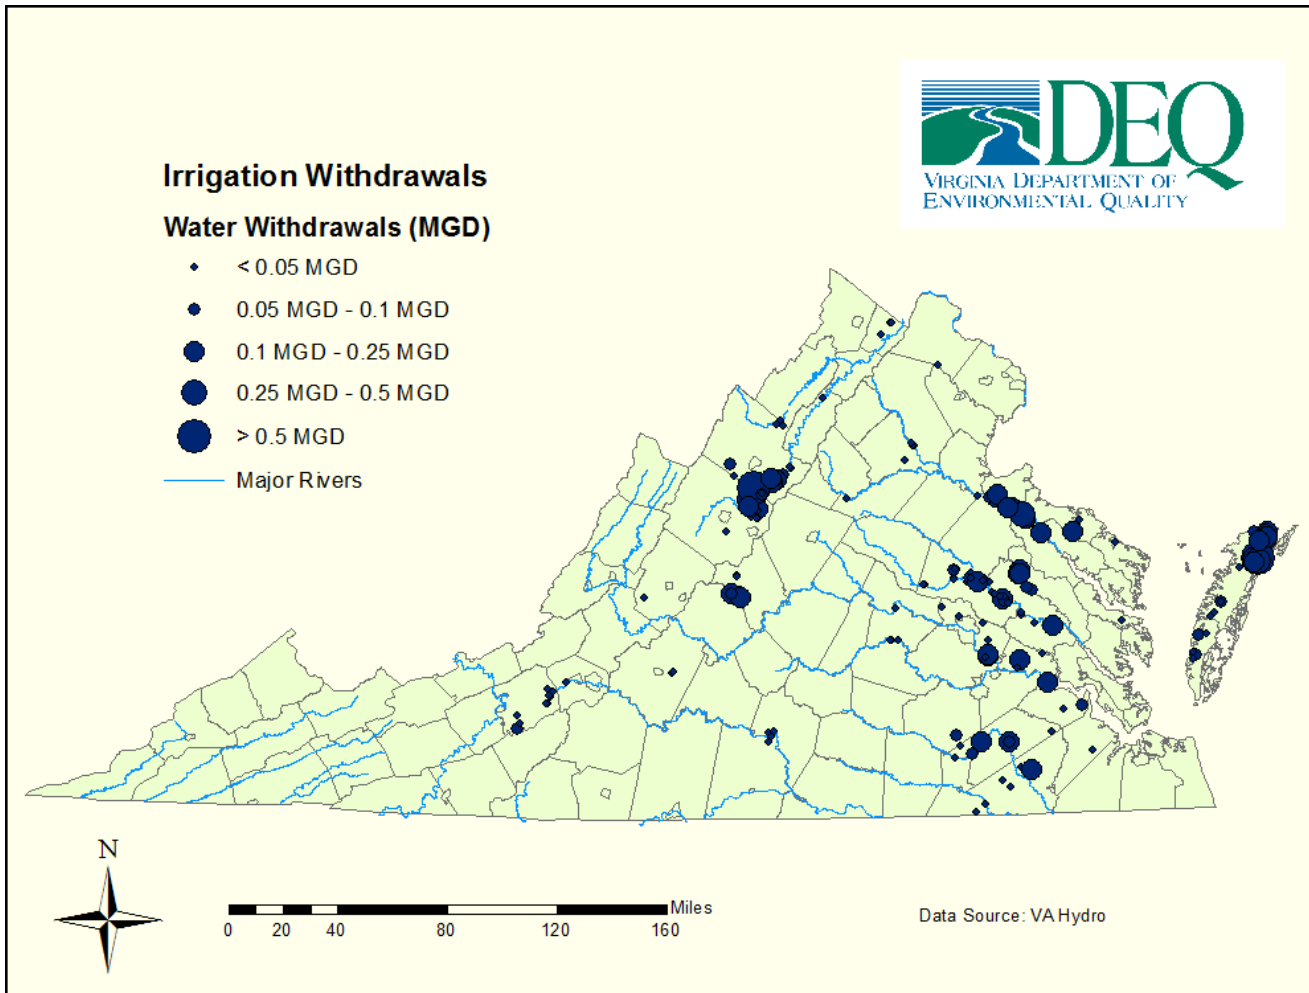 DEQ
VIRGINIA DEPARTMENT OF
ENVIRONMENTAL QUALITY
Irrigation Withdrawals
Water Withdrawals (MGD)
< 0.05 MGD
0.05 MGD - 0.1 MGD
0.1 MGD - 0.25 MGD
0.25 MGD - 0.5 MGD
> 0.5 MGD
Major Rivers
N
Miles
0 20 40 80 120 160
Data Source: VA Hydro